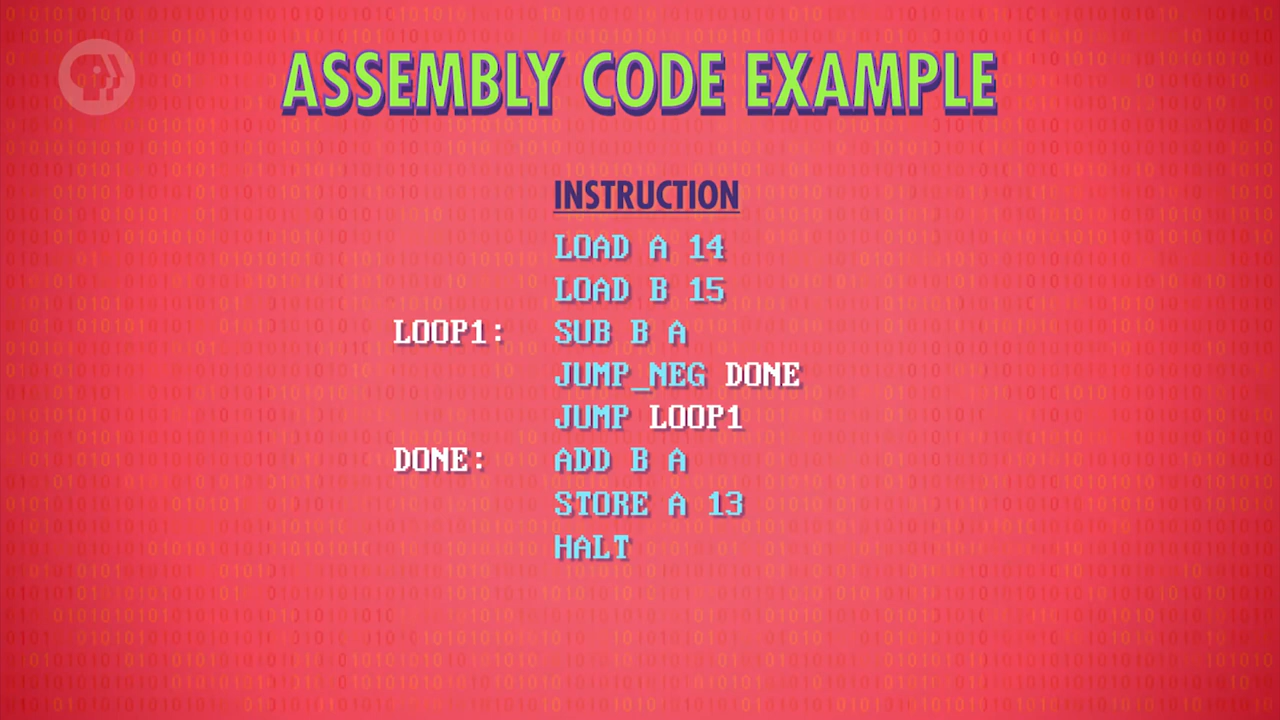 ASSEMBLY CODE EXAMPLE
INSTRUCTION
LOAD A 14
LOAD B 15
LOOP1: SUB B A
JUMP_NEG DONE
JUMP LOOP1
DONE: ADD B A
STORE A 13
HALT